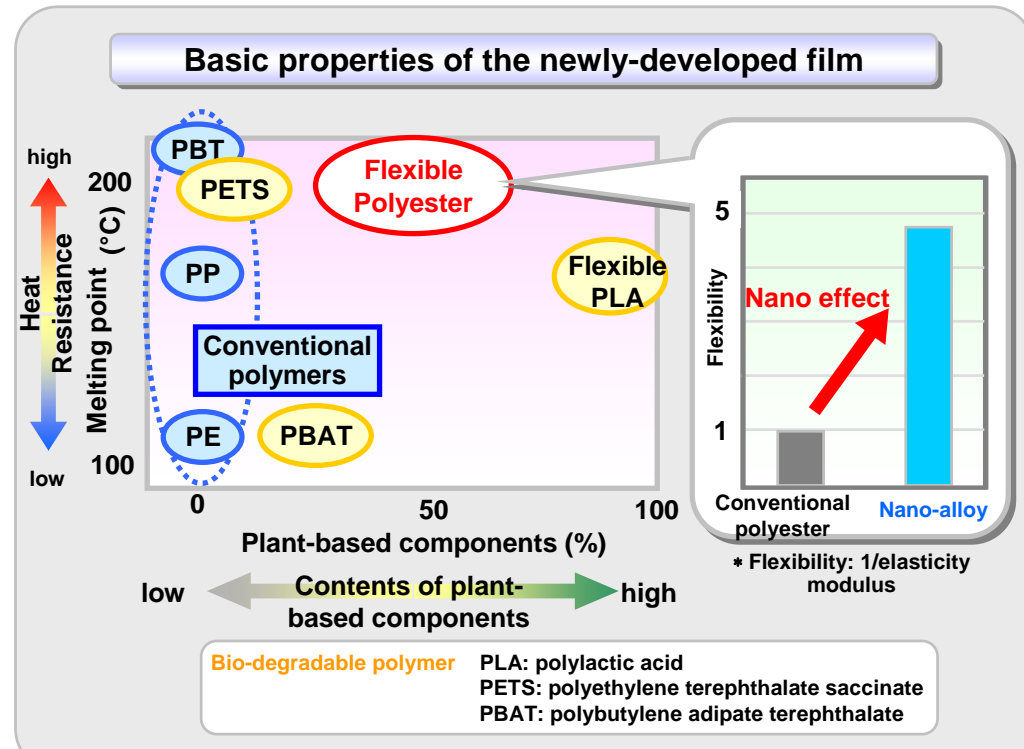 Basic properties of the newly-developed film
high
low
Heat
Resistance
Melting point (°C)
200
100
PBT
PETS
PP
Conventional
polymers
PE
PBAT
Flexible
Polyester
Flexible
PLA
0
50
100
Plant-based components (%)
low
Contents of plant-
based components
high
5
1
Flexibility
Nano effect
Conventional
polyester
Nano-alloy
* Flexibility: 1/elasticity
modulus
Bio-degradable polymer
PLA: polylactic acid
PETS: polyethylene terephthalate saccinate
PBAT: polybutylene adipate terephthalate